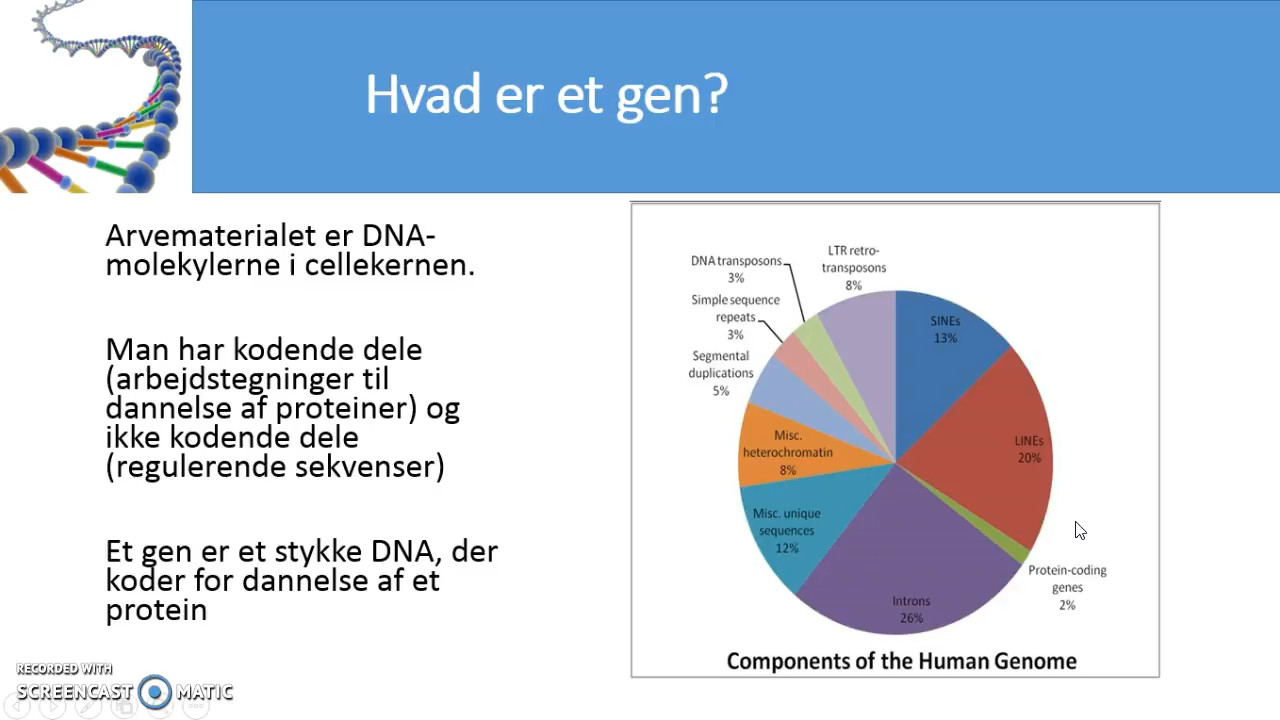 Hvad er et gen?
Arvematerialet er DNA-
molekylerne i cellekernen.
Man har kodende dele
(arbejdstegninger til
dannelse af proteiner) og
ikke kodende dele
(regulerende sekvenser)
Et gen er et stykke DNA, der
koder for dannelse af et
protein
DNA transposons
3%
LTR retro-
transposons
8%
Simple sequence
repeats
3%
SINEs
13%
Segmental
duplications
5%
LINEs
20%
Misc.
heterochromatin
8%
Misc. unique
sequences
12%
Protein-coding
genes
2%
Introns
26%
Components of the Human Genome
RECORDED WITH
SCREENCAST MATIC